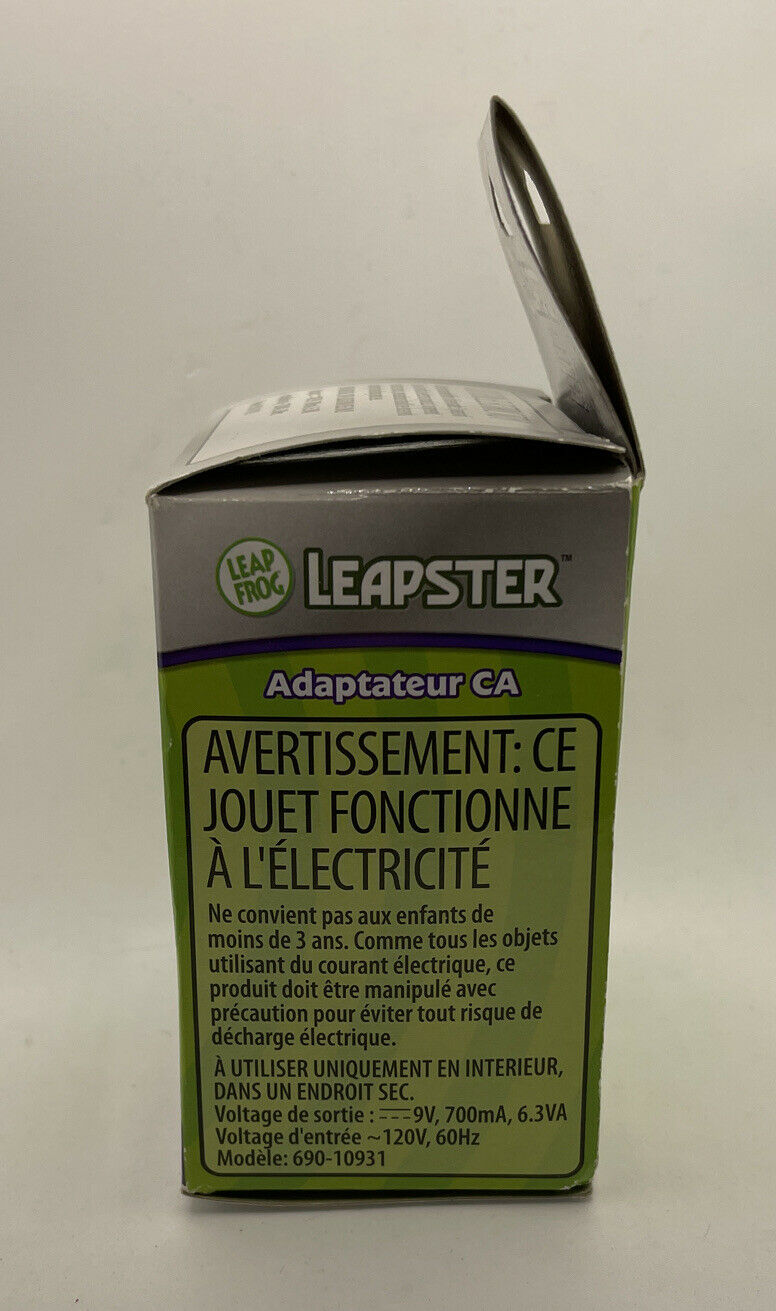 LEAP
FROG
LEAPSTER™
Adaptateur CA
AVERTISSEMENT: CE
JOUET FONCTIONNE
À L'ÉLECTRICITÉ
Ne convient pas aux enfants de
moins de 3 ans. Comme tous les objets
utilisant du courant électrique, ce
produit doit être manipulé avec
précaution pour éviter tout risque de
décharge électrique.
À UTILISER UNIQUEMENT EN INTERIEUR,
DANS UN ENDROIT SEC.
Voltage de sortie : ⎓9V, 700mA, 6.3VA
Voltage d'entrée ~120V, 60Hz
Modèle: 690-10931